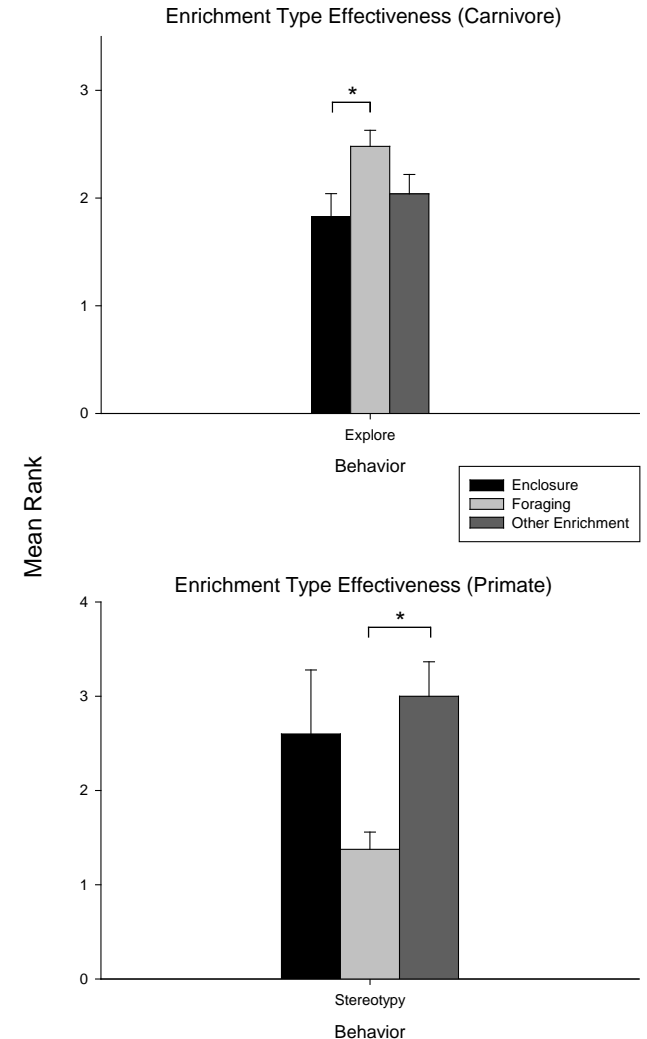 Enrichment Type Effectiveness (Carnivore)
3
*
2
1
0
Explore
Behavior
Mean Rank
Enclosure
Foraging
Other Enrichment
Enrichment Type Effectiveness (Primate)
4
*
3
2
1
0
Stereotypy
Behavior